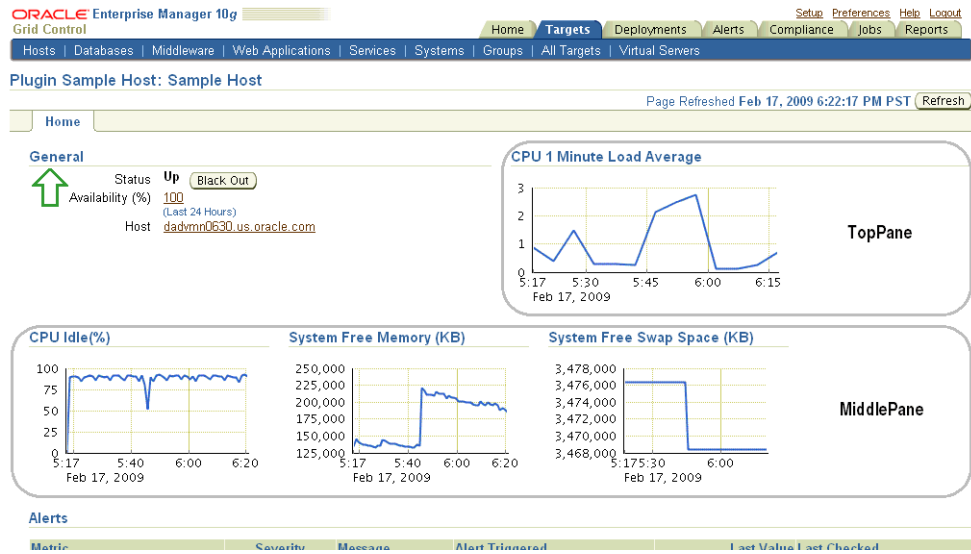 ORACLE Enterprise Manager 10g
Grid Control
Setup Preferences Help Logout
Home Targets Deployments Alerts Compliance Jobs Reports
Hosts | Databases | Middleware | Web Applications | Services | Systems | Groups | All Targets | Virtual Servers
Plugin Sample Host: Sample Host
Page Refreshed Feb 17, 2009 6:22:17 PM PST Refresh
Home
General
Status Up Black Out
Availability (%) 100
(Last 24 Hours)
Host dadvmn0630.us.oracle.com
CPU 1 Minute Load Average
3
2
1
0
5:17 5:30 5:45 6:00 6:15
Feb 17, 2009
TopPane
CPU Idle(%)
100
75
50
25
0
5:17 5:40 6:00 6:20
Feb 17, 2009
System Free Memory (KB)
250,000
225,000
200,000
175,000
150,000
125,000
5:17 5:40 6:00 6:20
Feb 17, 2009
System Free Swap Space (KB)
3,478,000
3,476,000
3,474,000
3,472,000
3,470,000
3,468,000
5:175:30 6:00
Feb 17, 2009
MiddlePane
Alerts
Metric Severity Message Alert Triggered Last Value Last Checked